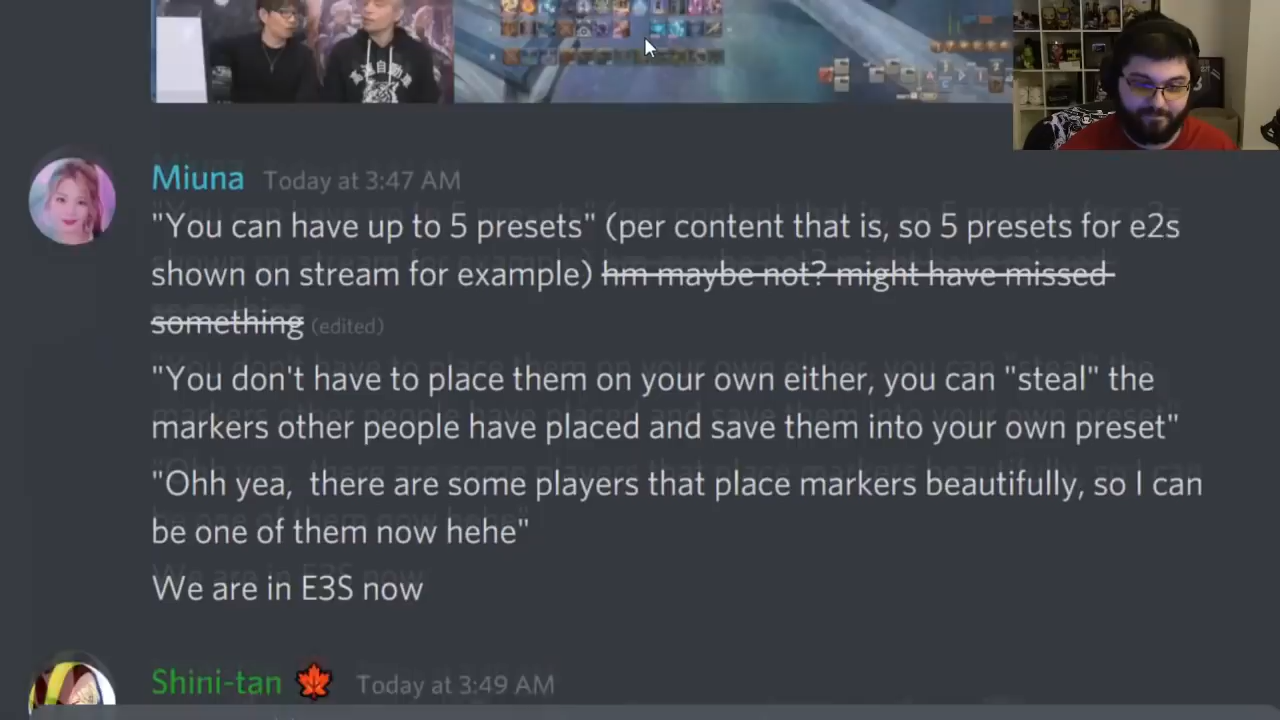 Miuna Today at 3:47 AM
"You can have up to 5 presets" (per content that is, so 5 presets for e2s
shown on stream for example) hm maybe not? might have missed
something (edited)
"You don't have to place them on your own either, you can "steal" the
markers other people have placed and save them into your own preset"
"Ohh yea,  there are some players that place markers beautifully, so I can
be one of them now hehe"
We are in E3S now
Shini-tan Today at 3:49 AM